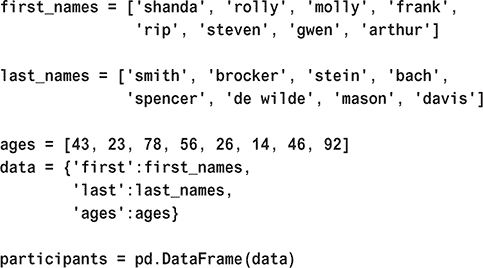 first_names = ['shanda', 'rolly', 'molly', 'frank',
               'rip', 'steven', 'gwen', 'arthur']

last_names = ['smith', 'brocker', 'stein', 'bach',
              'spencer', 'de wilde', 'mason', 'davis']

ages = [43, 23, 78, 56, 26, 14, 46, 92]
data = {'first':first_names,
        'last':last_names,
        'ages':ages}

participants = pd.DataFrame(data)